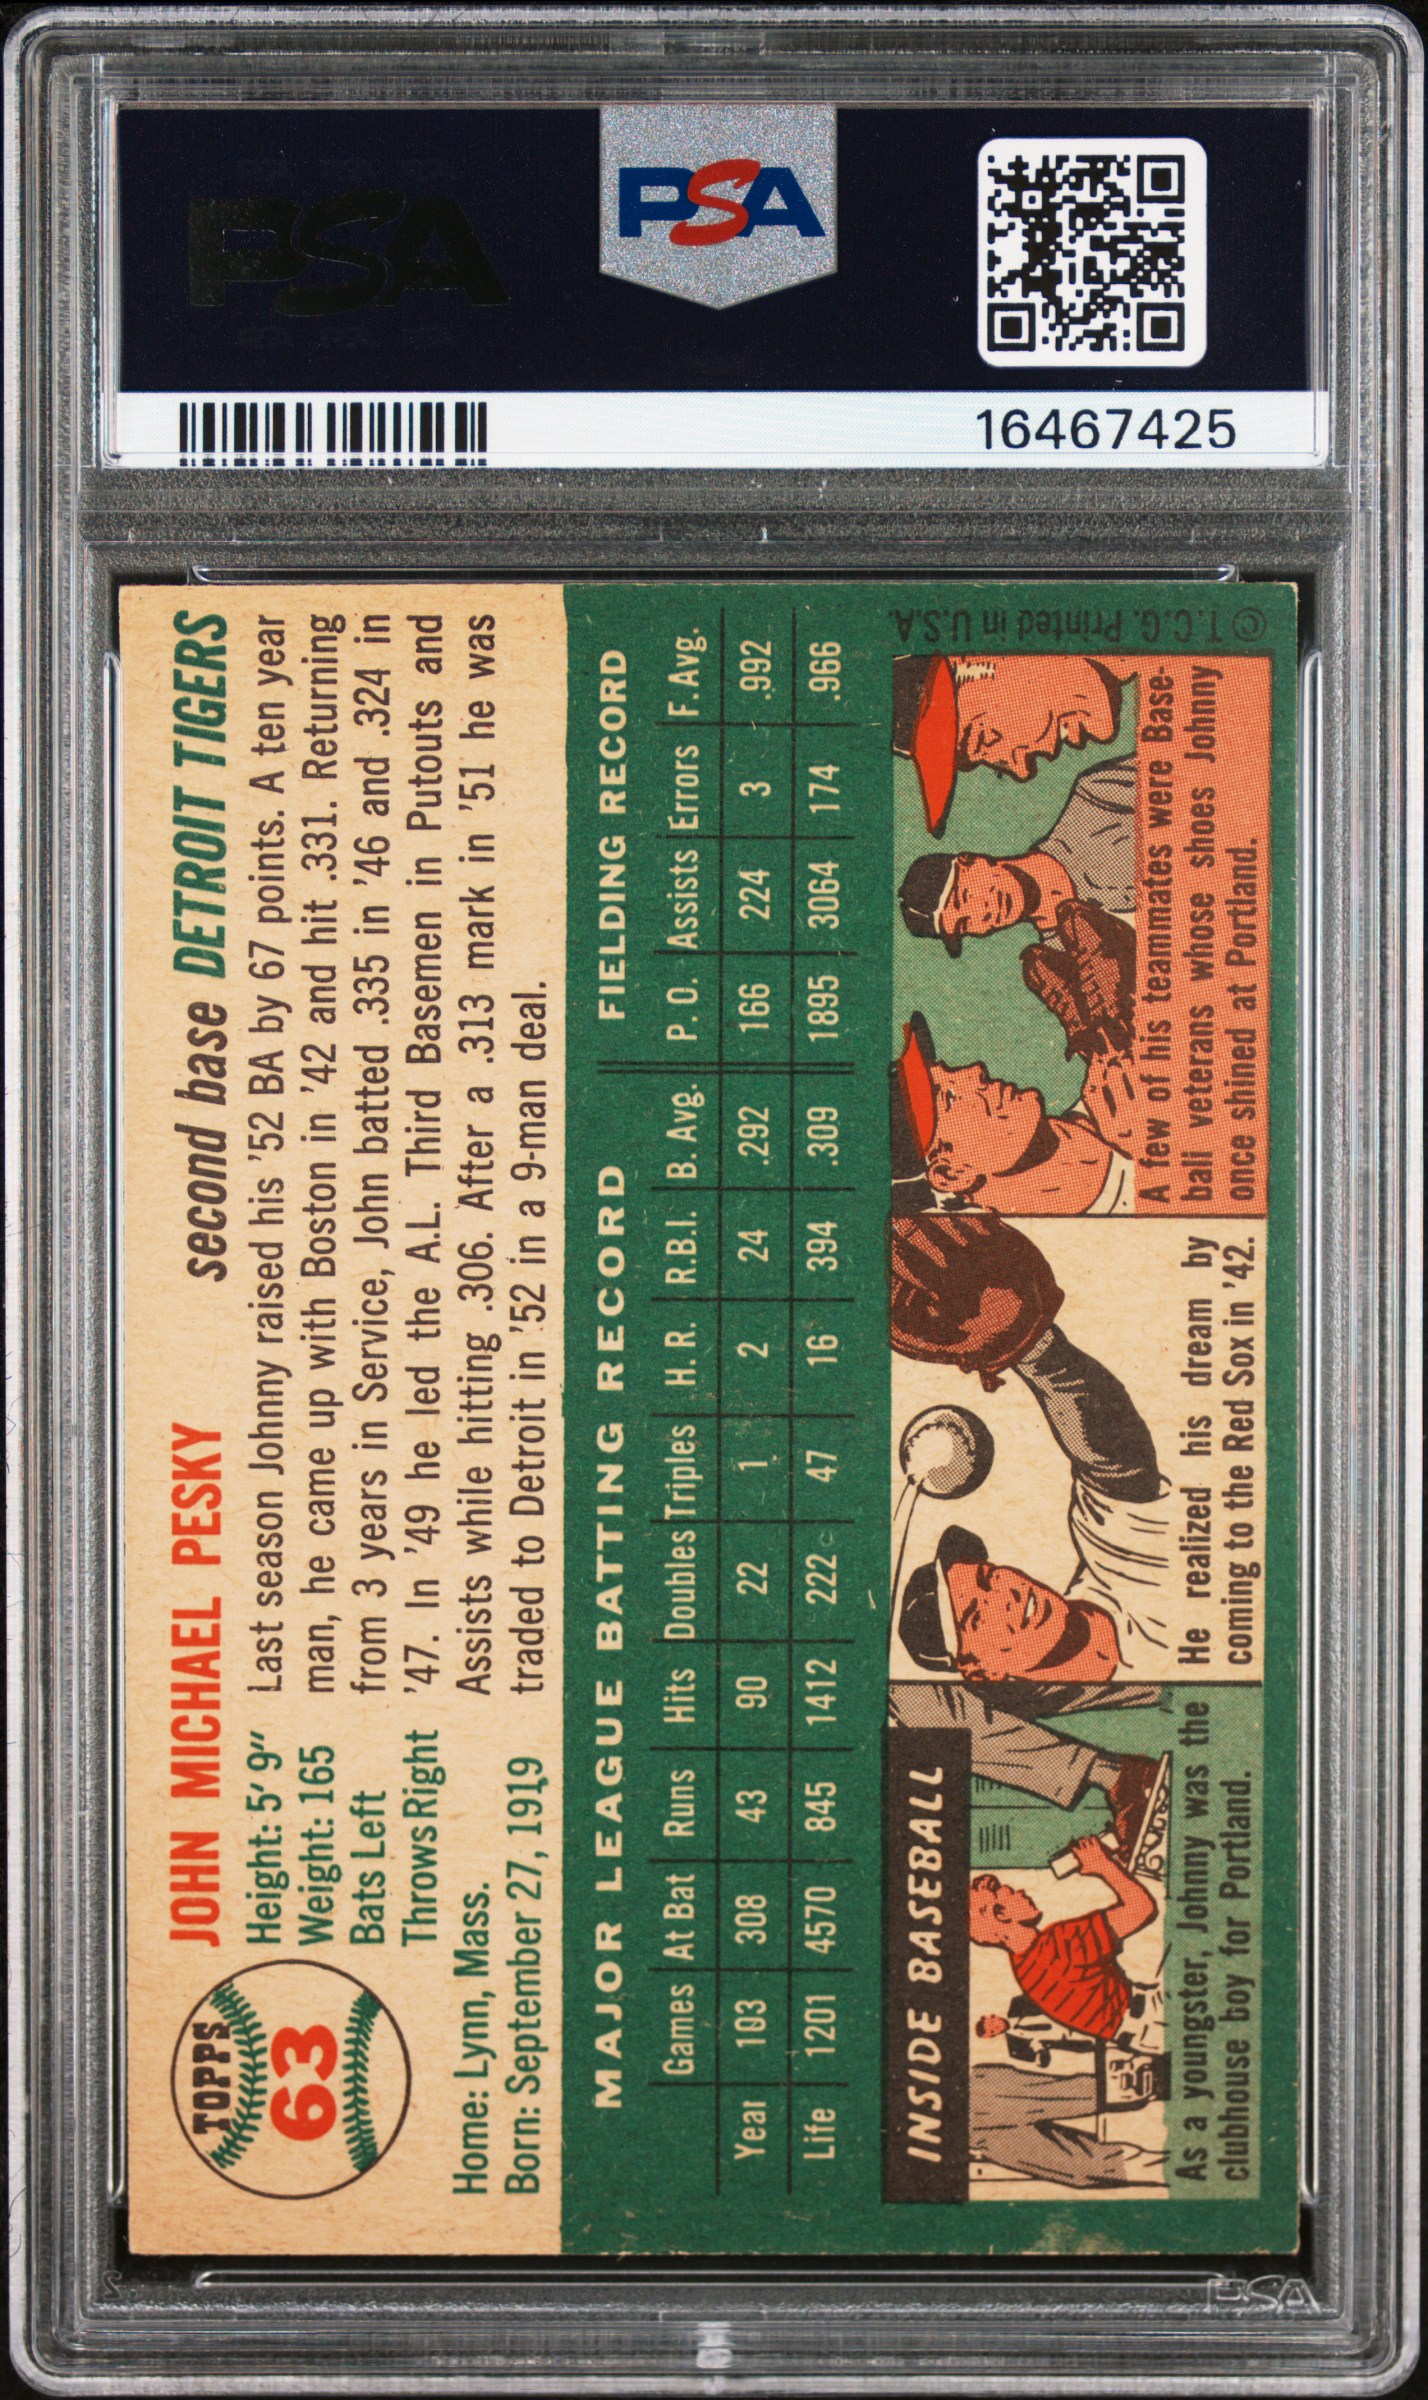 PSA
PSA
16467425
TOPPS
63
JOHN MICHAEL PESKY
second base DETROIT TIGERS
Height: 5' 9"
Weight: 165
Bats Left
Throws Right
Home: Lynn, Mass.
Born: September 27, 1919
Last season Johnny raised his '52 BA by 67 points. A ten year
man, he came up with Boston in '42 and hit .331. Returning
from 3 years in Service, John batted .335 in '46 and .324 in
'47. In '49 he led the A.L. Third Basemen in Putouts and
Assists while hitting .306. After a .313 mark in '51 he was
traded to Detroit in '52 in a 9-man deal.
MAJOR LEAGUE BATTING RECORD FIELDING RECORD
Games At Bat Runs Hits Doubles Triples H. R. R.B.I. B. Avg. P. O. Assists Errors F. Avg.
Year 103 308 43 90 22 1 2 24 .292 166 224 3 .992
Life 1201 4570 845 1412 222 47 16 394 .309 1895 3064 174 .966
INSIDE BASEBALL
As a youngster, Johnny was the
clubhouse boy for Portland.
He realized his dream by
coming to the Red Sox in '42.
A few of his teammates were Base-
ball veterans whose shoes Johnny
once shined at Portland.
© T.C.G. Printed in U.S.A.
PSA